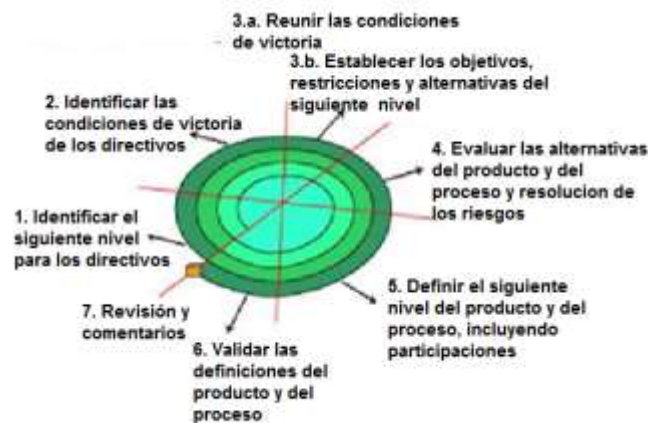 3.a. Reunir las condiciones
de victoria
3.b. Establecer los objetivos,
restricciones y alternativas del
siguiente nivel
2. Identificar las
condiciones de victoria
de los directivos
4. Evaluar las alternativas
del producto y del
proceso y resolucion de
los riesgos
1. Identificar el
siguiente nivel
para los directivos
5. Definir el siguiente
nivel del producto y del
proceso, incluyendo
participaciones
7. Revisión y
comentarios
6. Validar las
definiciones del
producto y del
proceso